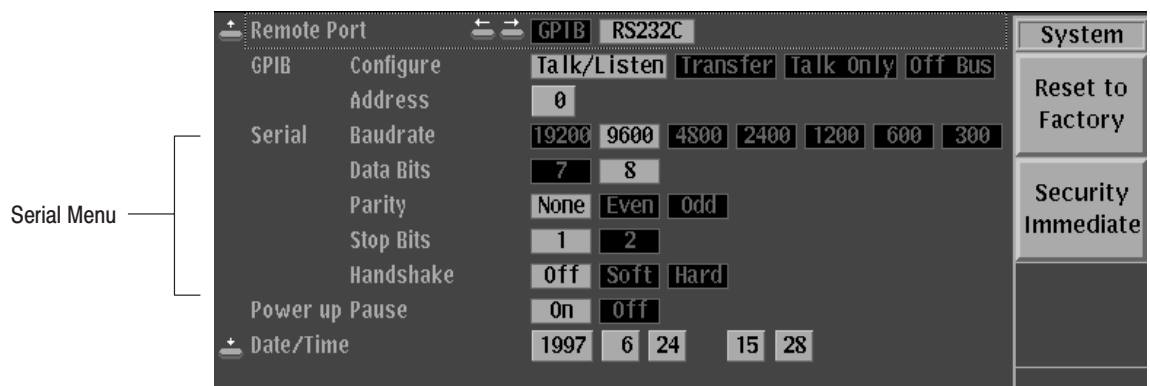 Remote Port GPIB RS232C
GPIB Configure Talk/Listen Transfer Talk Only Off Bus
Address 0
Serial Baudrate 19200 9600 4800 2400 1200 600 300
Data Bits 7 8
Parity None Even Odd
Stop Bits 1 2
Handshake Off Soft Hard
Power up Pause On Off
Date/Time 1997 6 24 15 28
Serial Menu
System
Reset to
Factory
Security
Immediate